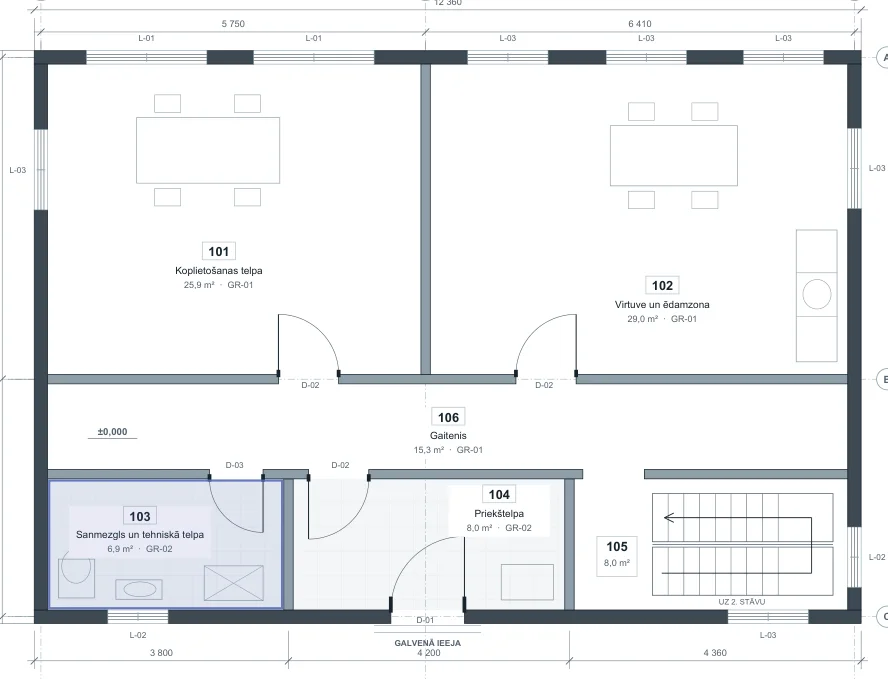 12 360
5 750
6 410
L-01
L-01
L-03
L-03
L-03
L-03
L-03
101
Koplietošanas telpa
25,9 m² · GR-01
102
Virtuve un ēdamzona
29,0 m² · GR-01
D-02
D-02
106
Gaitenis
15,3 m² · GR-01
±0,000
D-03
D-02
103
Sanmezgls un tehniskā telpa
6,9 m² · GR-02
104
Priekštelpa
8,0 m² · GR-02
105
8,0 m²
L-02
UZ 2. STĀVU
D-01
L-02
GALVENĀ IEEJA
L-03
3 800
4 200
4 360